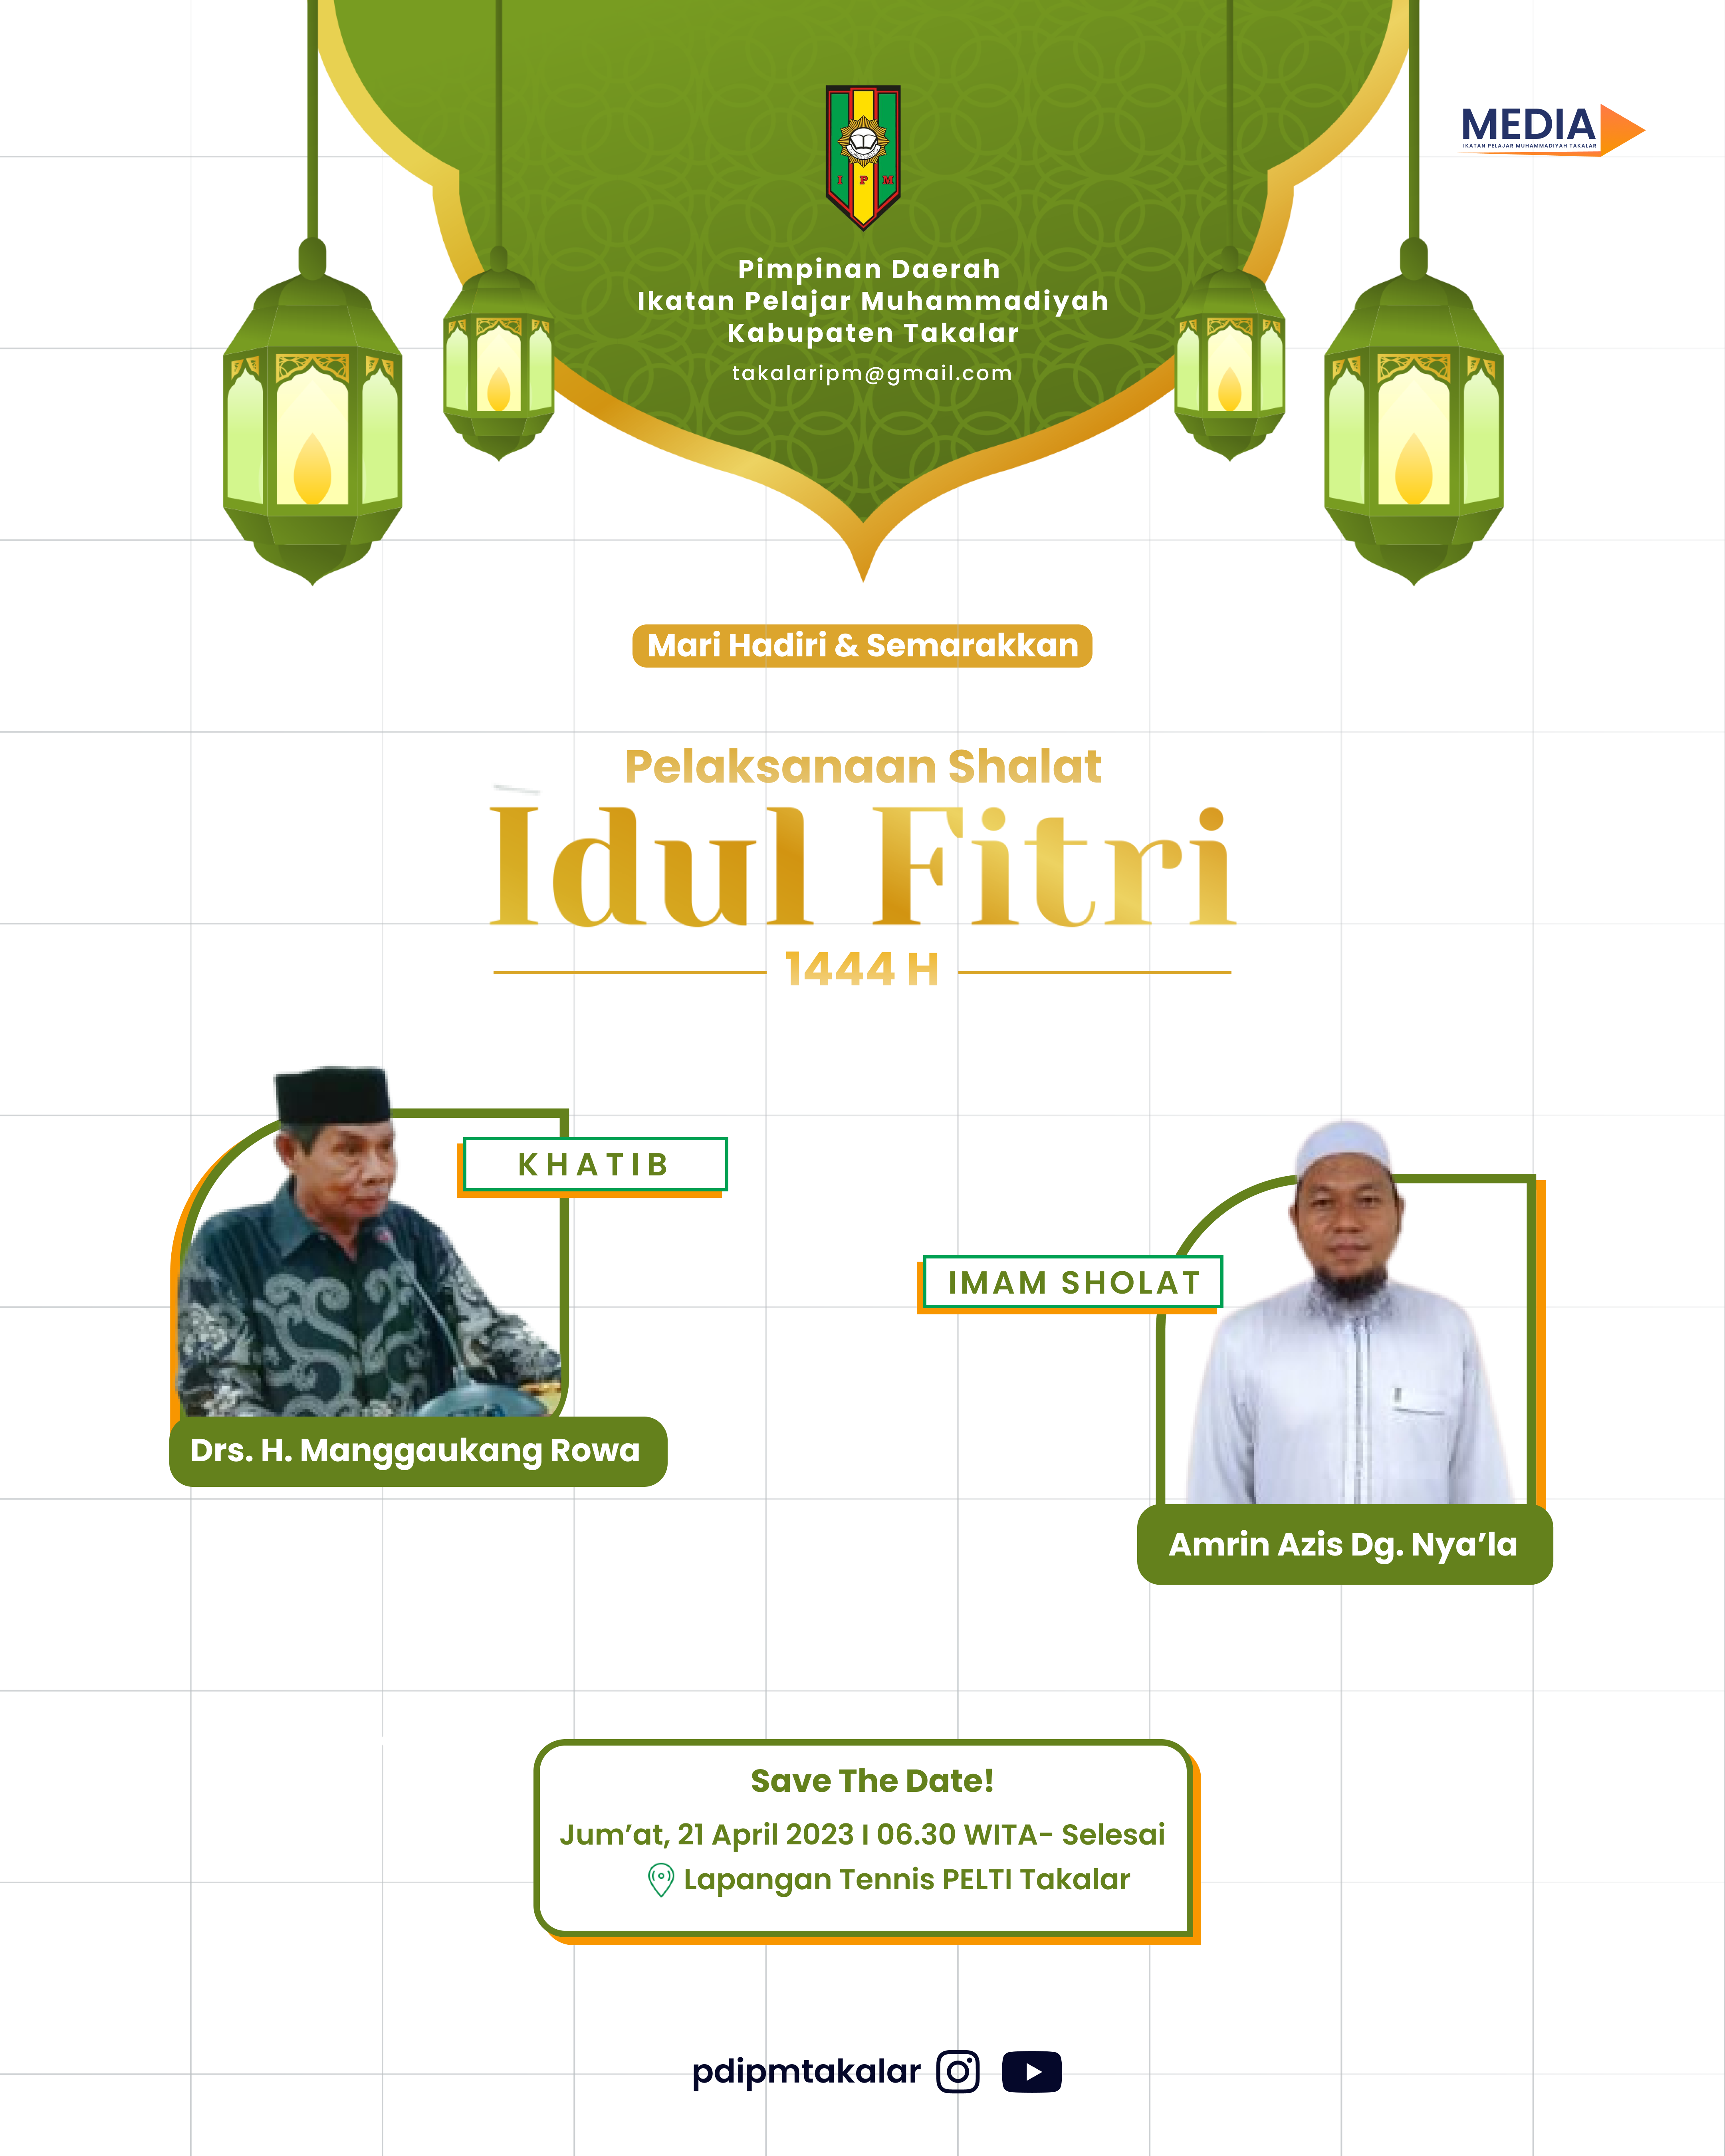 MEDIA
IKATAN PELAJAR MUHAMMADIYAH TAKALAR
I P M
Pimpinan Daerah
Ikatan Pelajar Muhammadiyah
Kabupaten Takalar
takalaripm@gmail.com
Mari Hadiri & Semarakkan
Pelaksanaan Shalat
Idul Fitri
1444 H
KHATIB
Drs. H. Manggaukang Rowa
IMAM SHOLAT
Amrin Azis Dg. Nya’la
Save The Date!
Jum’at, 21 April 2023 I 06.30 WITA- Selesai
Lapangan Tennis PELTI Takalar
pdipmtakalar